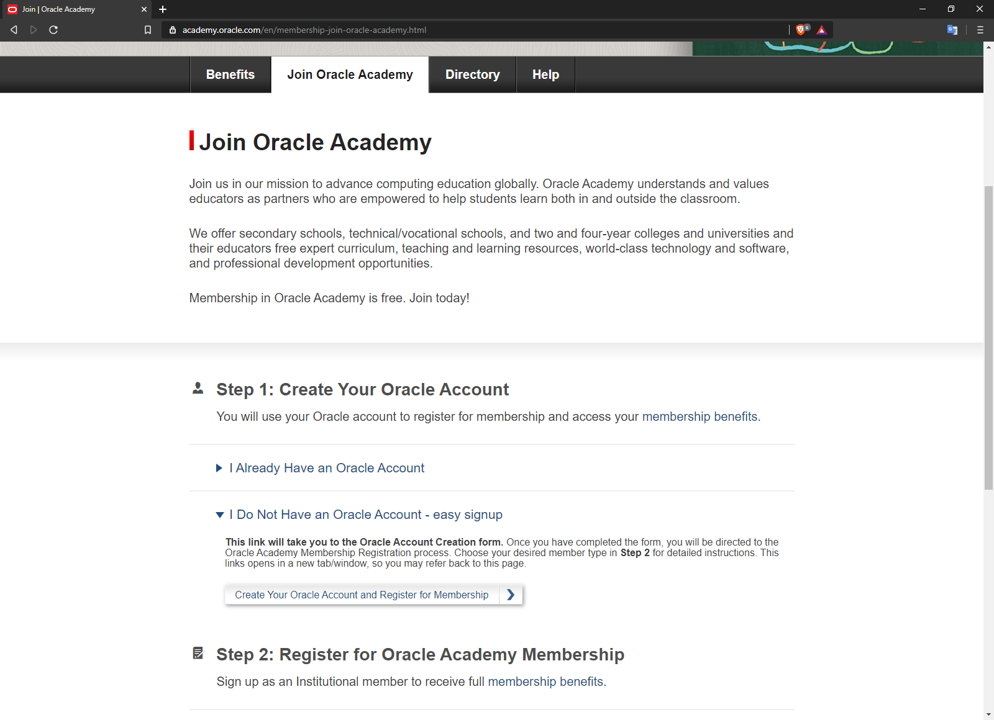 Join | Oracle Academy
academy.oracle.com/en/membership-join-oracle-academy.html
Benefits
Join Oracle Academy
Directory
Help
Join Oracle Academy
Join us in our mission to advance computing education globally. Oracle Academy understands and values
educators as partners who are empowered to help students learn both in and outside the classroom.
We offer secondary schools, technical/vocational schools, and two and four-year colleges and universities and
their educators free expert curriculum, teaching and learning resources, world-class technology and software,
and professional development opportunities.
Membership in Oracle Academy is free. Join today!
Step 1: Create Your Oracle Account
You will use your Oracle account to register for membership and access your membership benefits.
I Already Have an Oracle Account
I Do Not Have an Oracle Account - easy signup
This link will take you to the Oracle Account Creation form. Once you have completed the form, you will be directed to the
Oracle Academy Membership Registration process. Choose your desired member type in Step 2 for detailed instructions. This
links opens in a new tab/window, so you may refer back to this page.
Create Your Oracle Account and Register for Membership
Step 2: Register for Oracle Academy Membership
Sign up as an Institutional member to receive full membership benefits.